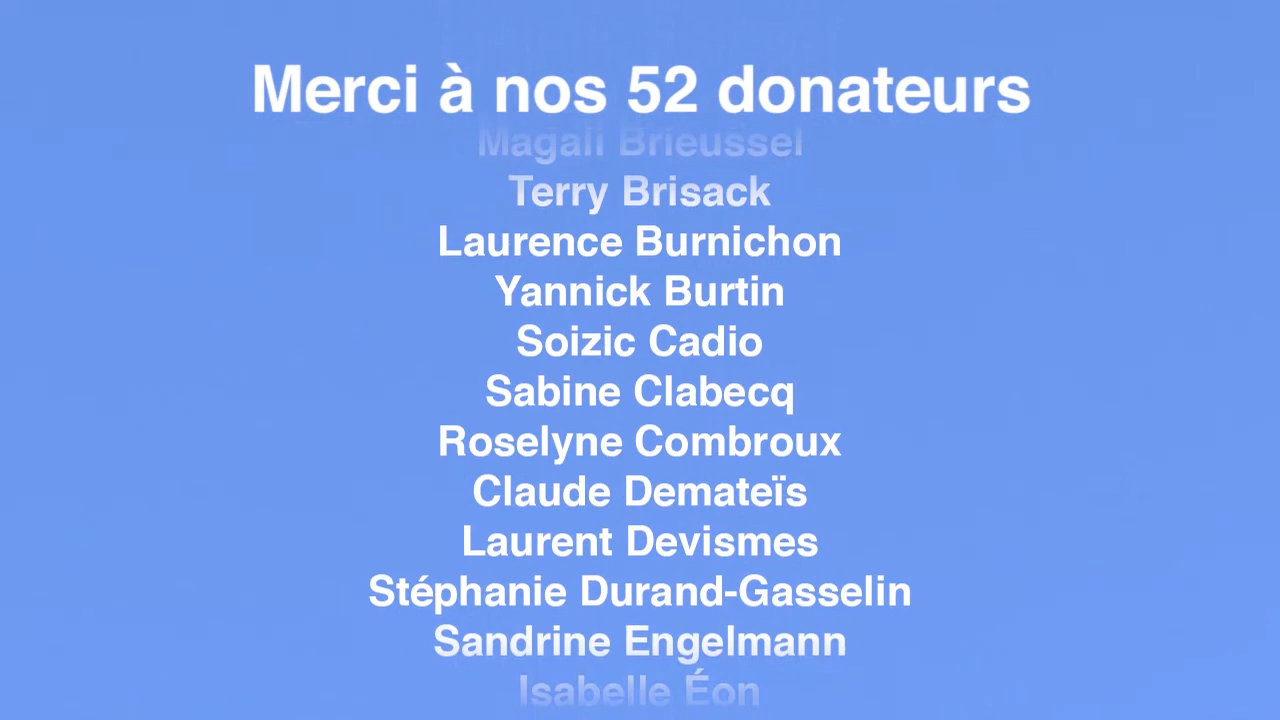 Merci à nos 52 donateurs
Magali Brieussel
Terry Brisack
Laurence Burnichon
Yannick Burtin
Soizic Cadio
Sabine Clabecq
Roselyne Combroux
Claude Demateïs
Laurent Devismes
Stéphanie Durand-Gasselin
Sandrine Engelmann
Isabelle Éon